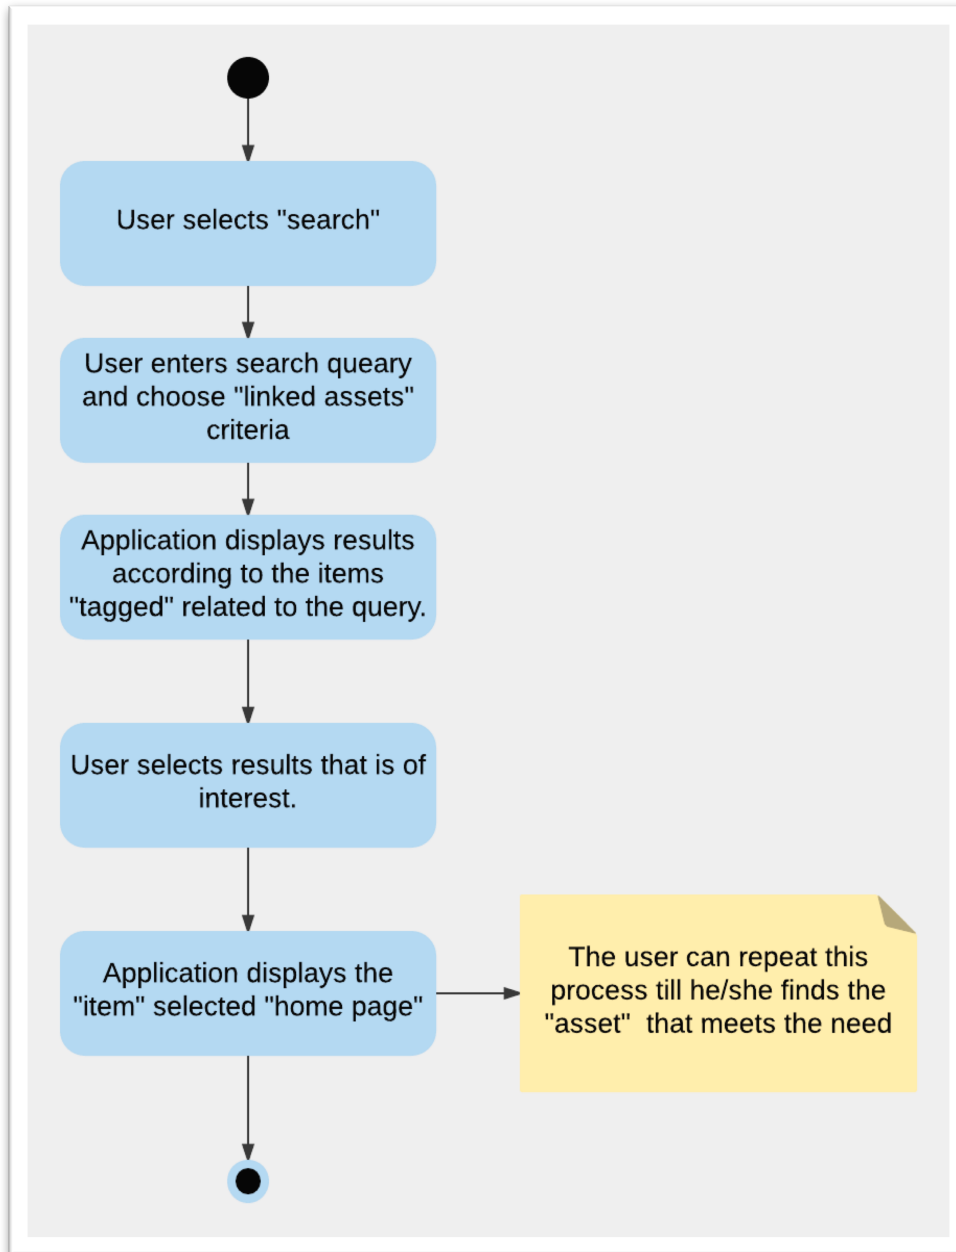 User selects "search"
User enters search queary
and choose "linked assets"
criteria
Application displays results
according to the items
"tagged" related to the query.
User selects results that is of
interest.
Application displays the
"item" selected "home page"
The user can repeat this
process till he/she finds the
"asset"  that meets the need